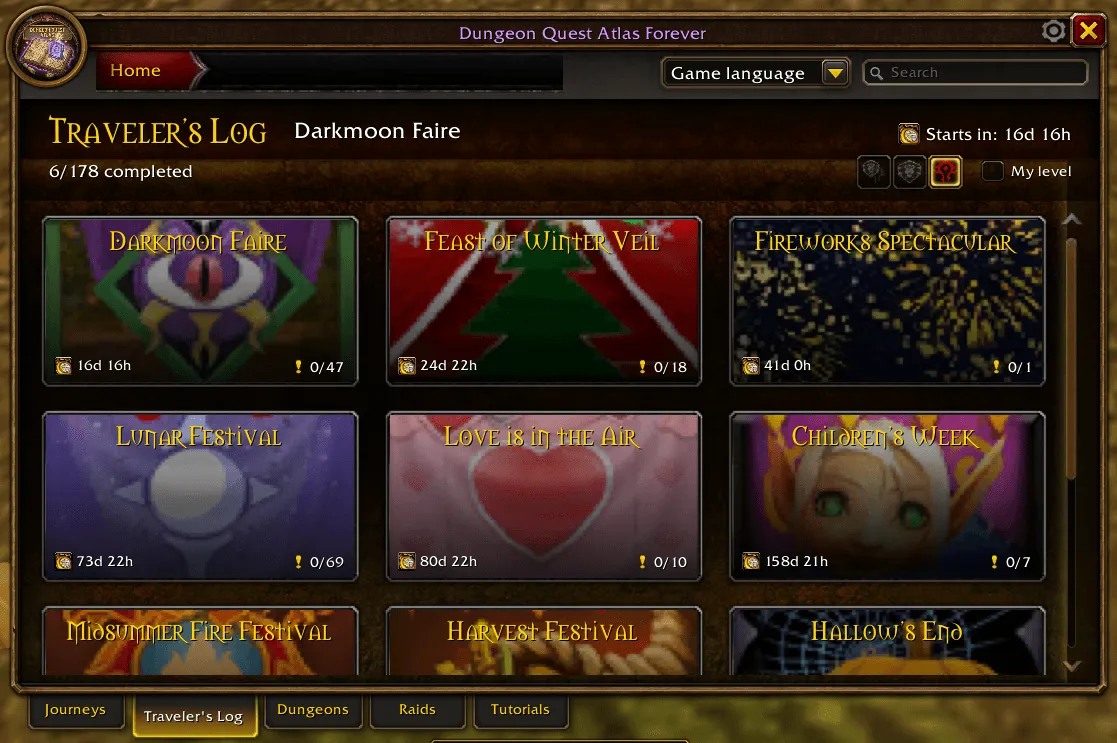 Dungeon Quest Atlas Forever
Home
Game language
Search
Traveler's Log
Darkmoon Faire
Starts in: 16d 16h
6/178 completed
My level
Darkmoon Faire
16d 16h
0/47
Feast of Winter Veil
24d 22h
0/18
Fireworks Spectacular
41d 0h
0/1
Lunar Festival
73d 22h
0/69
Love is in the Air
80d 22h
0/10
Children's Week
158d 21h
0/7
Midsummer Fire Festival
Harvest Festival
Hallow's End
Journeys
Traveler's Log
Dungeons
Raids
Tutorials